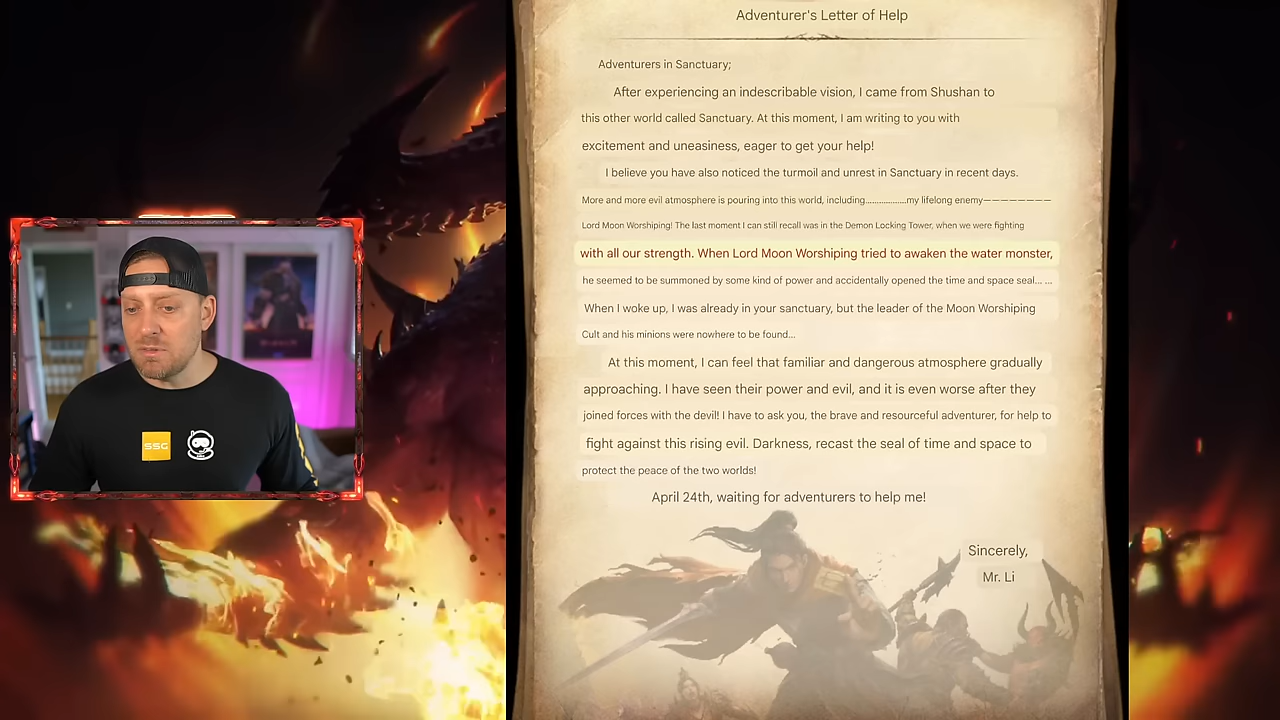 Adventurer's Letter of Help
Adventurers in Sanctuary;
After experiencing an indescribable vision, I came from Shushan to
this other world called Sanctuary. At this moment, I am writing to you with
excitement and uneasiness, eager to get your help!
I believe you have also noticed the turmoil and unrest in Sanctuary in recent days.
More and more evil atmosphere is pouring into this world, including...................my lifelong enemy————————
Lord Moon Worshiping! The last moment I can still recall was in the Demon Locking Tower, when we were fighting
with all our strength. When Lord Moon Worshiping tried to awaken the water monster,
he seemed to be summoned by some kind of power and accidentally opened the time and space seal... ...
When I woke up, I was already in your sanctuary, but the leader of the Moon Worshiping
Cult and his minions were nowhere to be found...
At this moment, I can feel that familiar and dangerous atmosphere gradually
approaching. I have seen their power and evil, and it is even worse after they
joined forces with the devil! I have to ask you, the brave and resourceful adventurer, for help to
fight against this rising evil. Darkness, recast the seal of time and space to
protect the peace of the two worlds!
April 24th, waiting for adventurers to help me!
Sincerely,
Mr. Li
SSG